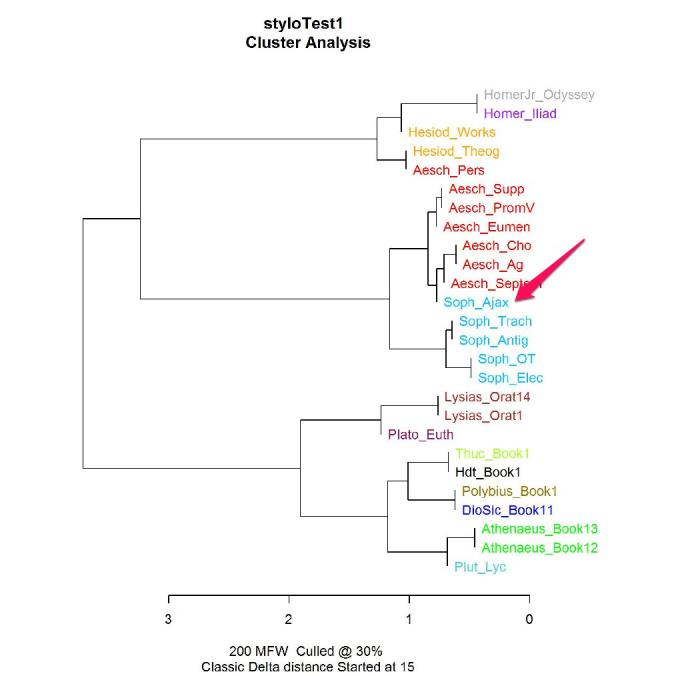 styloTest1
Cluster Analysis
HomerJr_Odyssey
Homer_Iliad
Hesiod_Works
Hesiod_Theog
Aesch_Pers
Aesch_Supp
Aesch_PromV
Aesch_Eumen
Aesch_Cho
Aesch_Ag
Aesch_Septem
Soph_Ajax
Soph_Trach
Soph_Antig
Soph_OT
Soph_Elec
Lysias_Orat14
Lysias_Orat1
Plato_Euth
Thuc_Book1
Hdt_Book1
Polybius_Book1
DioSic_Book11
Athenaeus_Book13
Athenaeus_Book12
Plut_Lyc
3 2 1 0
200 MFW Culled @ 30%
Classic Delta distance Started at 15